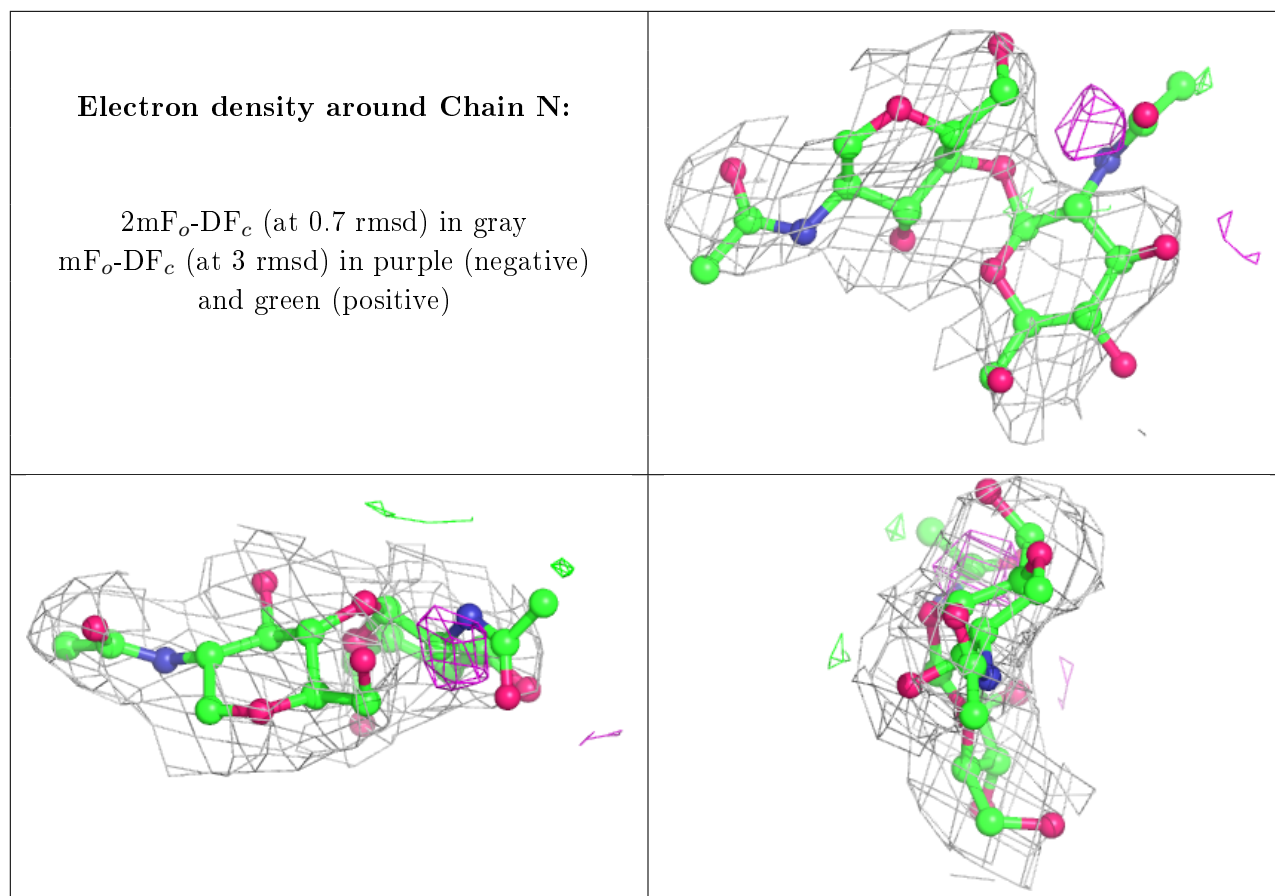 Electron density around Chain N:
2mFo-DFc (at 0.7 rmsd) in gray
mFo-DFc (at 3 rmsd) in purple (negative)
and green (positive)